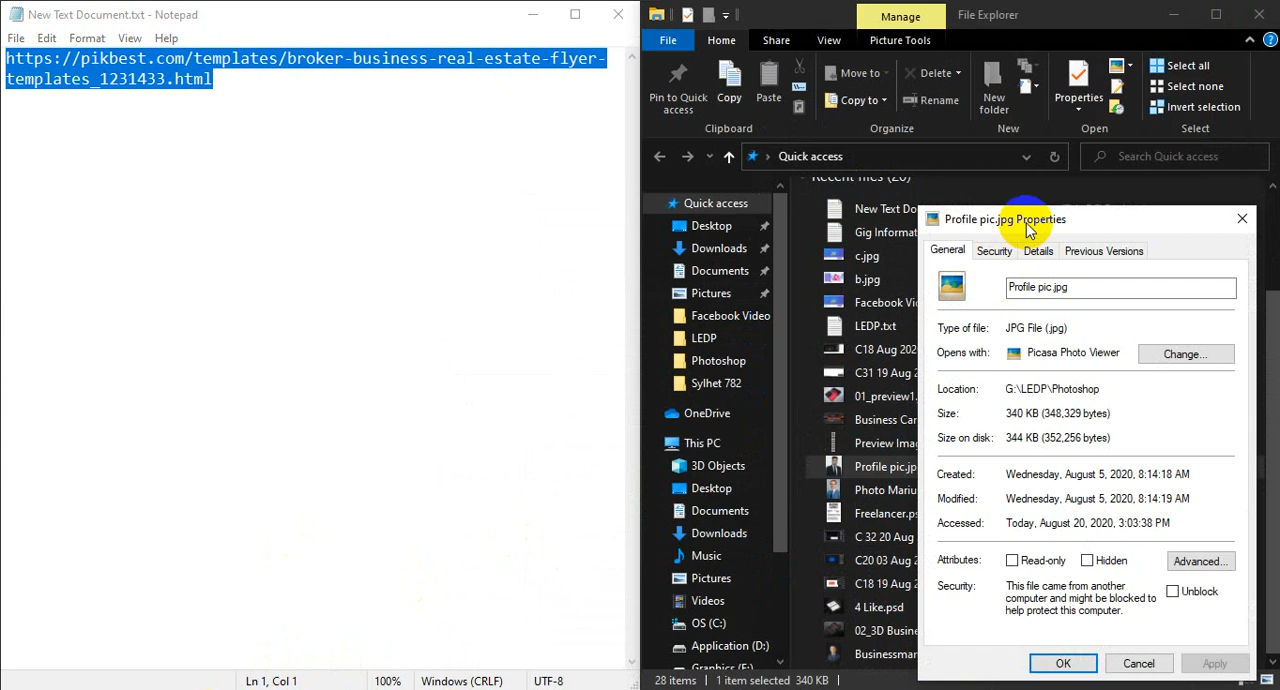 New Text Document.txt - Notepad
File Edit Format View Help
https://pikbest.com/templates/broker-business-real-estate-flyer-
templates_1231433.html
Ln 1, Col 1 100% Windows (CRLF) UTF-8
Manage File Explorer
File Home Share View Picture Tools
Pin to Quick
access
Copy
Paste
Move to
Copy to
Delete
Rename
New
folder
Properties
Select all
Select none
Invert selection
Clipboard Organize New Open Select
Quick access
Search Quick access
Quick access
Desktop
Downloads
Documents
Pictures
Facebook Video
LEDP
Photoshop
Sylhet 782
OneDrive
This PC
3D Objects
Desktop
Documents
Downloads
Music
Pictures
Videos
OS (C:)
Application (D:)
Recent files (20)
New Text Do
Gig Informat
c.jpg
b.jpg
Facebook Vi
LEDP.txt
C18 Aug 202
C31 19 Aug 2
01_preview1.
Business Car
Preview Imag
Profile pic.jp
Photo Mariu
Freelancer.ps
C 32 20 Aug
C20 03 Aug 2
C18 19 Aug 2
4 Like.psd
02_3D Busine
Businessma
28 items 1 item selected 340 KB
Profile pic.jpg Properties
General Security Details Previous Versions
Profile pic.jpg
Type of file: JPG File (.jpg)
Opens with: Picasa Photo Viewer Change...
Location: G:\LEDP\Photoshop
Size: 340 KB (348,329 bytes)
Size on disk: 344 KB (352,256 bytes)
Created: Wednesday, August 5, 2020, 8:14:18 AM
Modified: Wednesday, August 5, 2020, 8:14:19 AM
Accessed: Today, August 20, 2020, 3:03:38 PM
Attributes: Read-only Hidden Advanced...
Security: This file came from another
computer and might be blocked to
help protect this computer.
Unblock
OK Cancel Apply